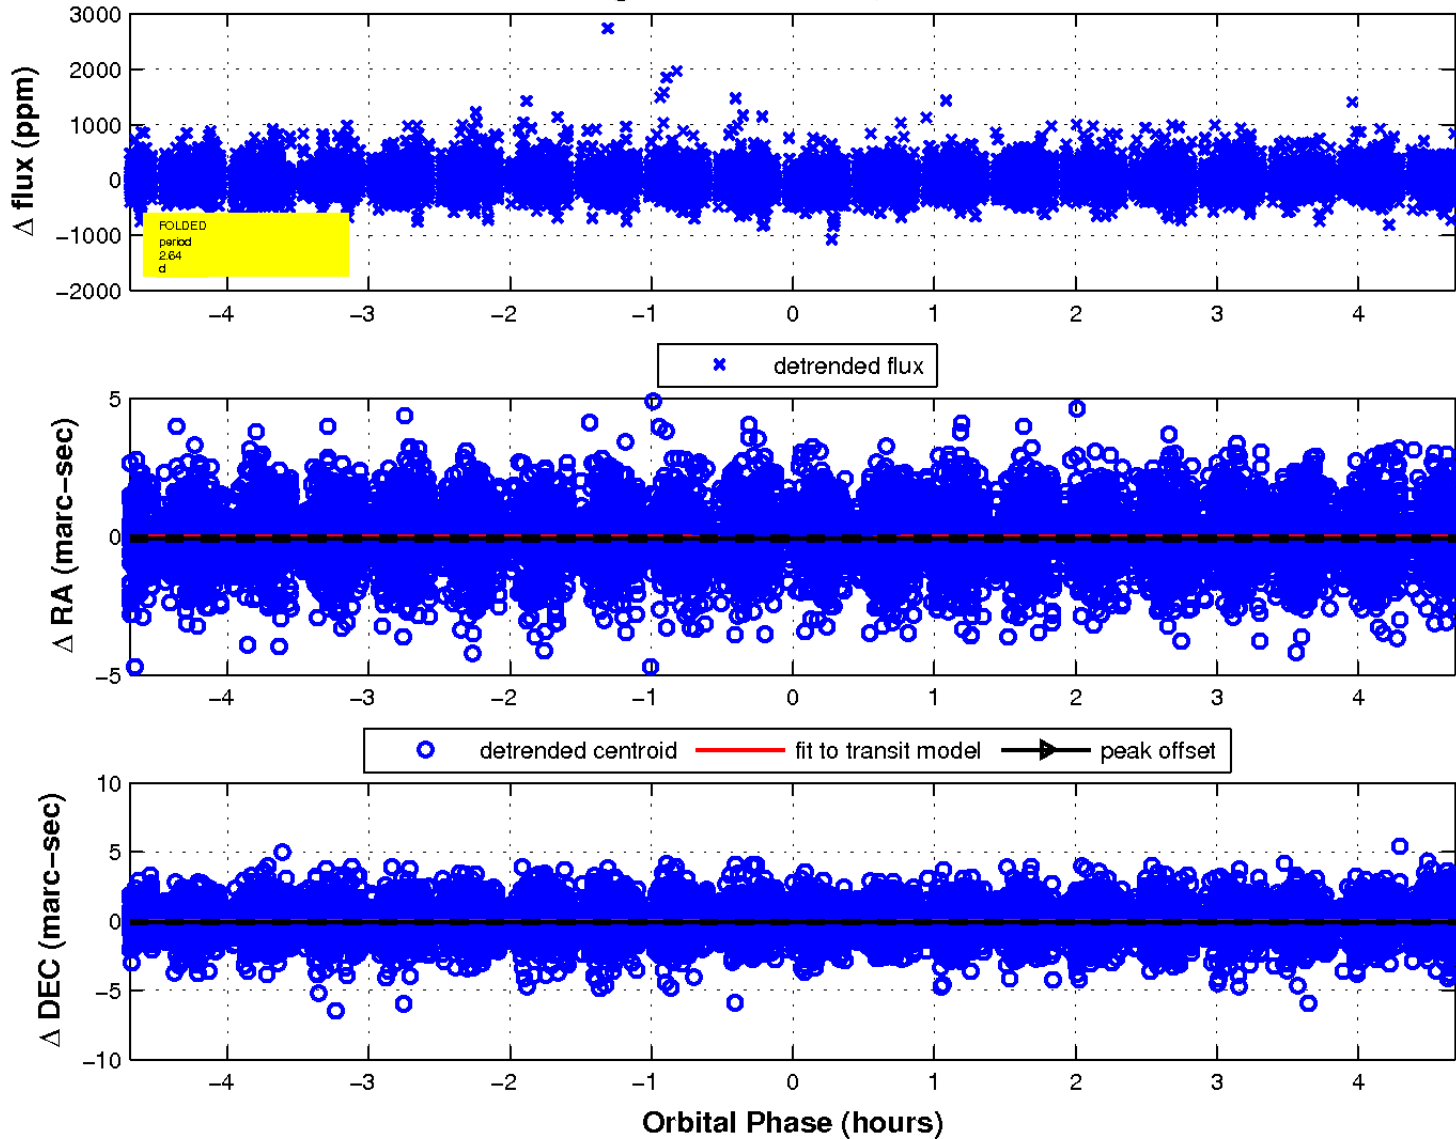 3000
2000
1000
0
−1000
−2000
Δ flux (ppm)
FOLDED
period
2.64
d
−4 −3 −2 −1 0 1 2 3 4
detrended flux
5
0
−5
Δ RA (marc−sec)
−4 −3 −2 −1 0 1 2 3 4
detrended centroid fit to transit model peak offset
10
5
0
−5
−10
Δ DEC (marc−sec)
−4 −3 −2 −1 0 1 2 3 4
Orbital Phase (hours)